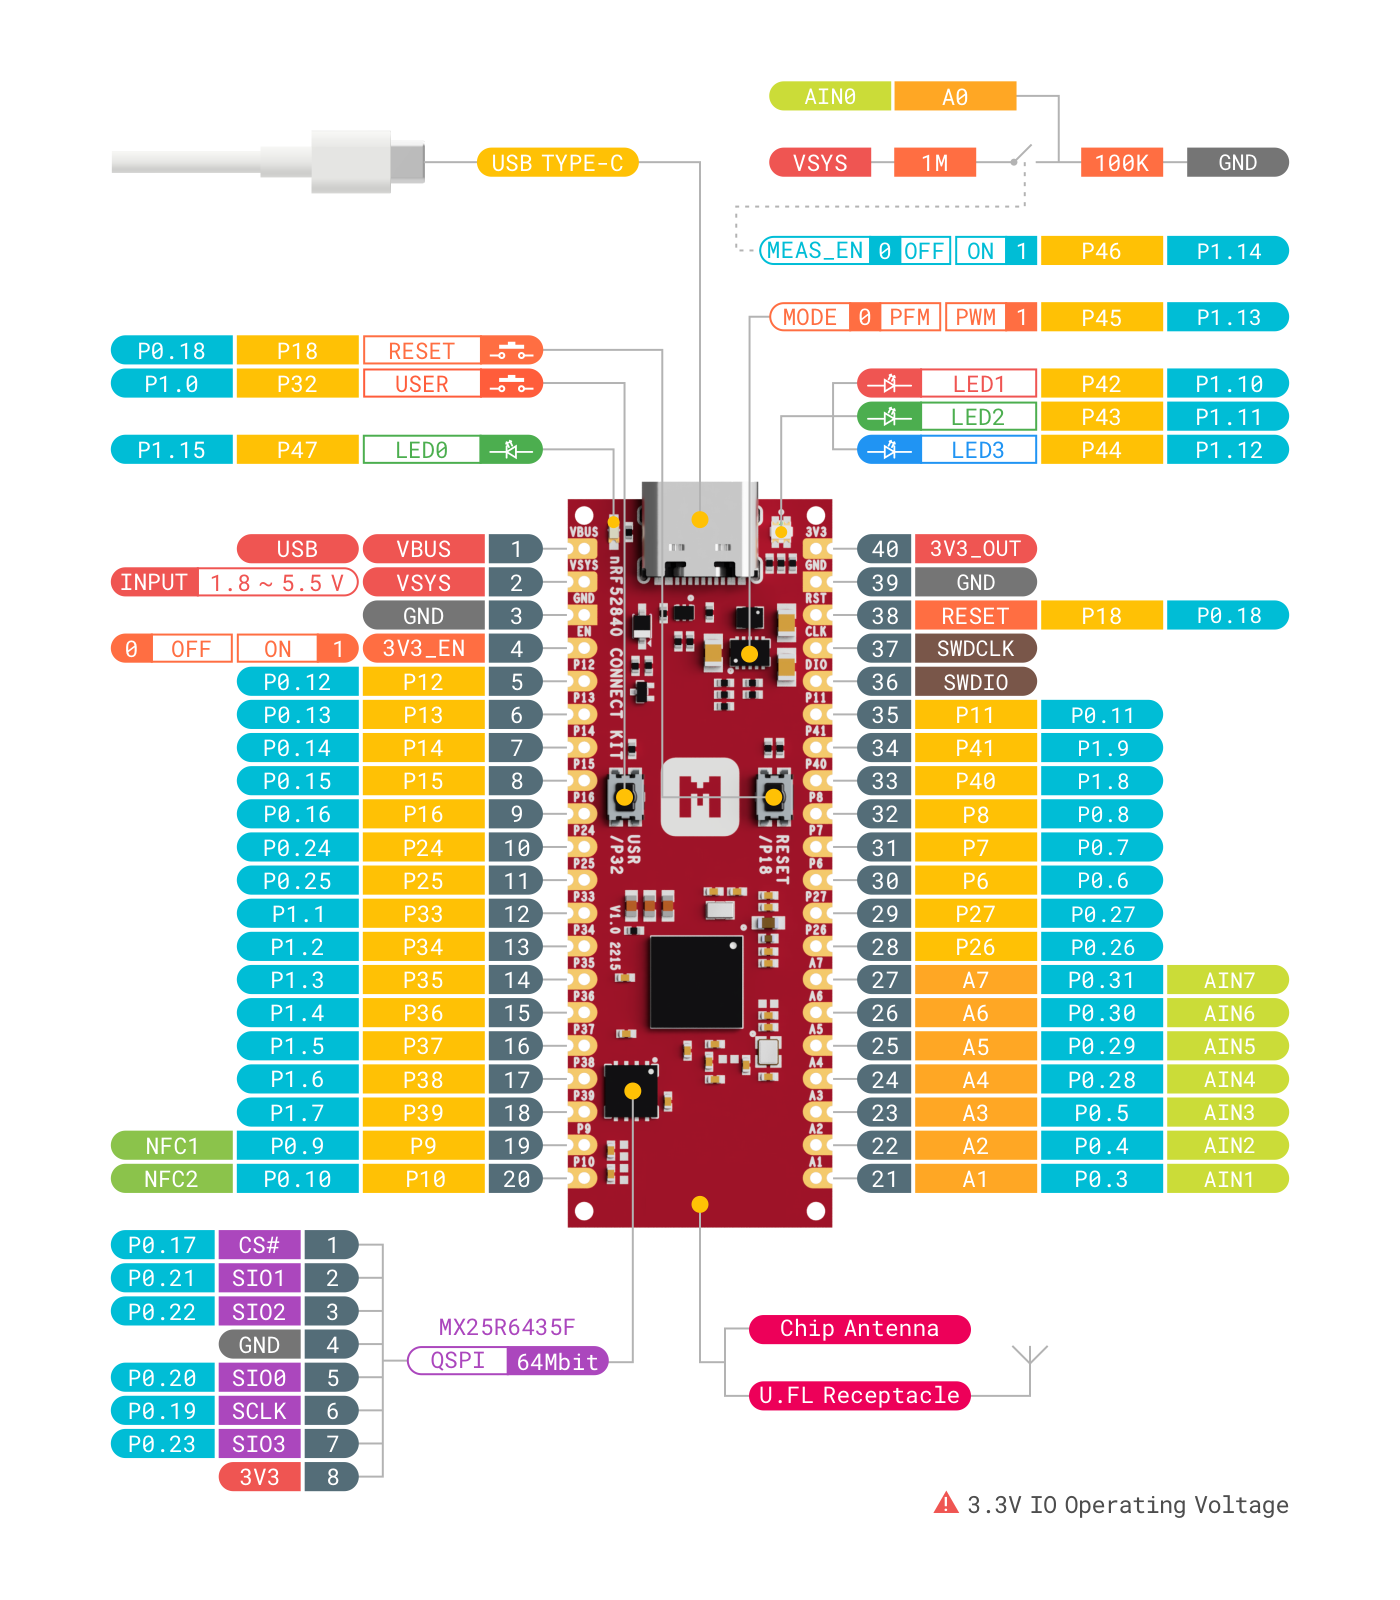 AIN0 A0
USB TYPE-C
VSYS 1M 100K GND
MEAS_EN 0 OFF ON 1 P46 P1.14
MODE 0 PFM PWM 1 P45 P1.13
P0.18 P18 RESET
P1.0 P32 USER
P1.15 P47 LED0
LED1 P42 P1.10
LED2 P43 P1.11
LED3 P44 P1.12
USB VBUS 1
INPUT 1.8 ~ 5.5 V VSYS 2
GND 3
0 OFF ON 1 3V3_EN 4
P0.12 P12 5
P0.13 P13 6
P0.14 P14 7
P0.15 P15 8
P0.16 P16 9
P0.24 P24 10
P0.25 P25 11
P1.1 P33 12
P1.2 P34 13
P1.3 P35 14
P1.4 P36 15
P1.5 P37 16
P1.6 P38 17
P1.7 P39 18
NFC1 P0.9 P9 19
NFC2 P0.10 P10 20
VBUS
VSYS
GND
EN
P12
P13
P14
P15
P16
P24
P25
P33
P34
P35
P36
P37
P38
P39
P9
P10
nRF52840 CONNECT KIT
USR
/P32
RESET
/P18
V1.0 2215
3V3
GND
RST
CLK
DIO
P11
P41
P40
P8
P7
P6
P27
P26
A7
A6
A5
A4
A3
A2
A1
40 3V3_OUT
39 GND
38 RESET P18 P0.18
37 SWDCLK
36 SWDIO
35 P11 P0.11
34 P41 P1.9
33 P40 P1.8
32 P8 P0.8
31 P7 P0.7
30 P6 P0.6
29 P27 P0.27
28 P26 P0.26
27 A7 P0.31 AIN7
26 A6 P0.30 AIN6
25 A5 P0.29 AIN5
24 A4 P0.28 AIN4
23 A3 P0.5 AIN3
22 A2 P0.4 AIN2
21 A1 P0.3 AIN1
P0.17 CS# 1
P0.21 SIO1 2
P0.22 SIO2 3
GND 4
P0.20 SIO0 5
P0.19 SCLK 6
P0.23 SIO3 7
3V3 8
MX25R6435F
QSPI 64Mbit
Chip Antenna
U.FL Receptacle
3.3V IO Operating Voltage